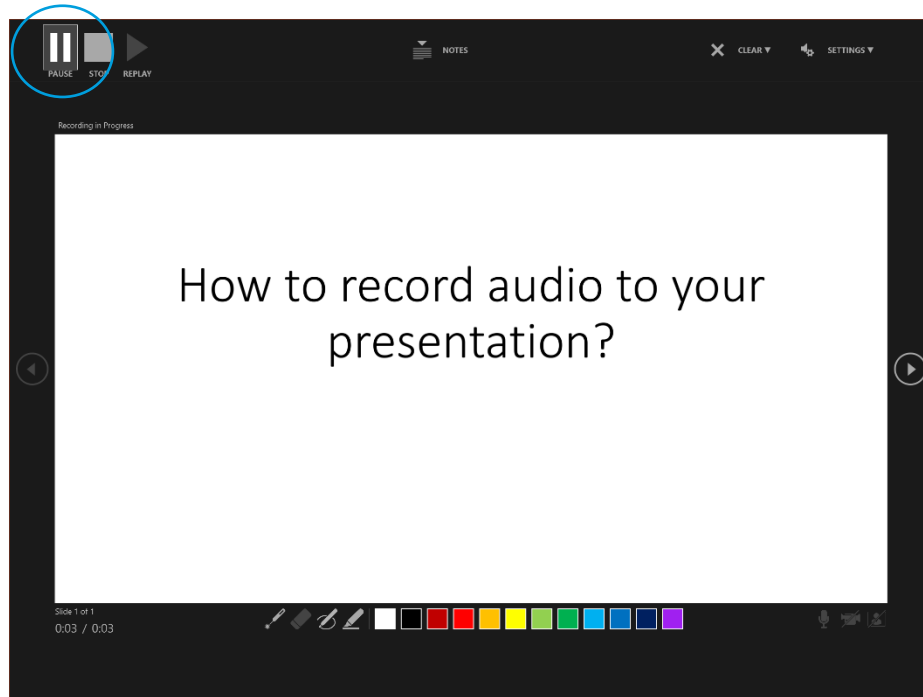 NOTES
CLEAR
SETTINGS
PAUSE STOP REPLAY
Recording in Progress
How to record audio to your
presentation?
Slide 1 of 1
0:03 / 0:03